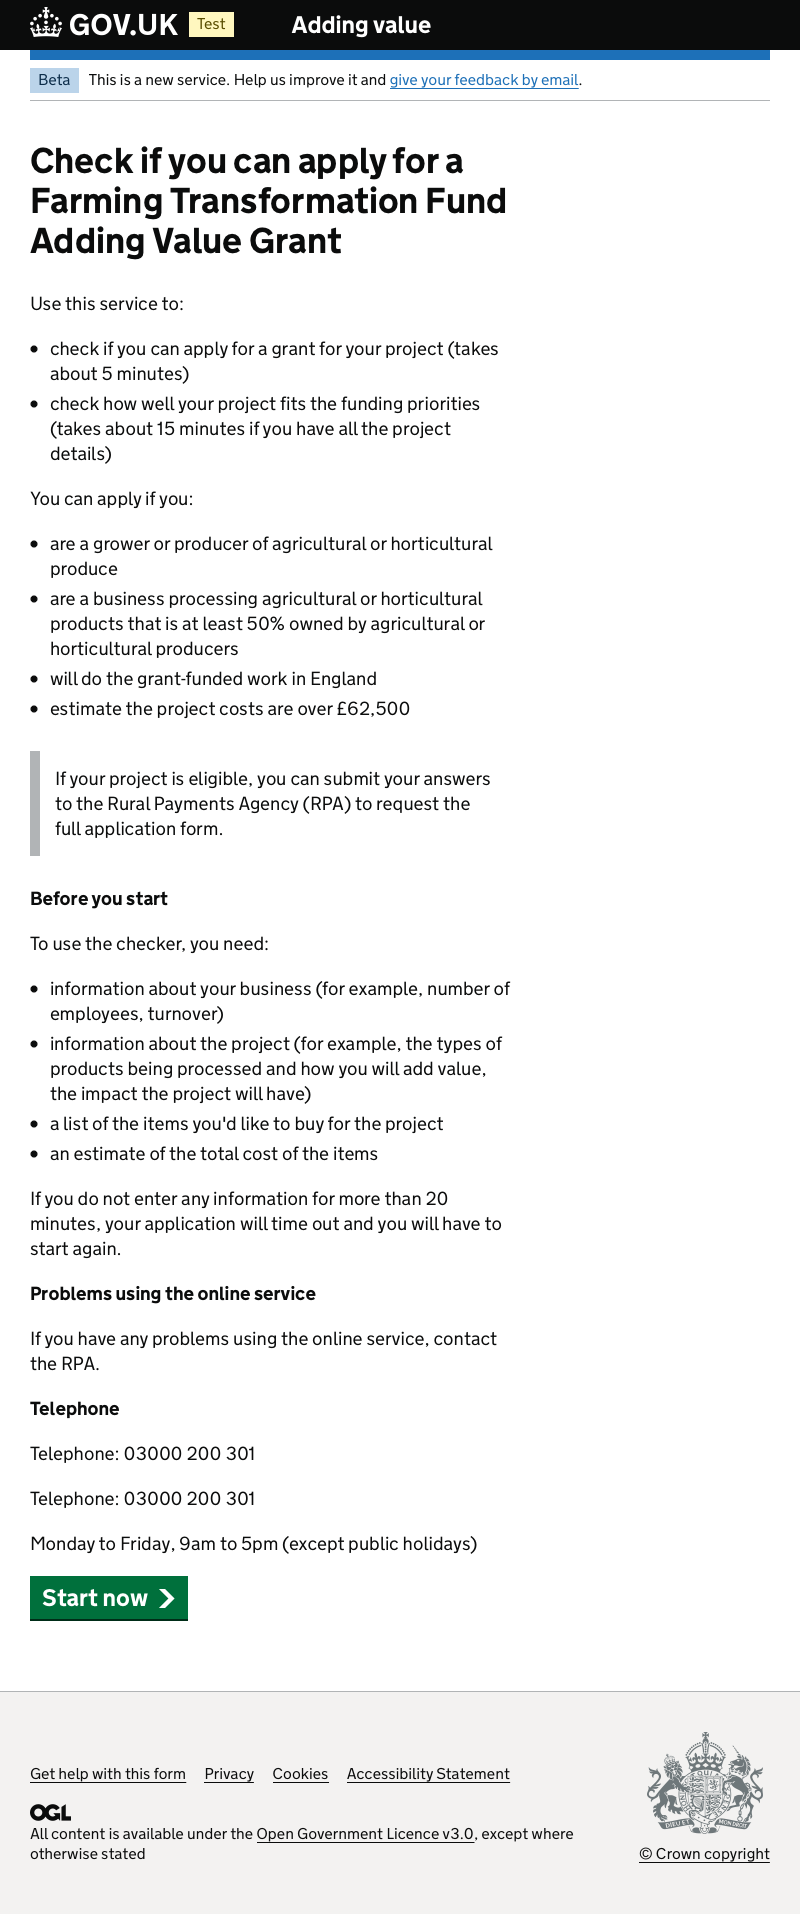 GOV.UK Test Adding value
Beta This is a new service. Help us improve it and give your feedback by email.
Check if you can apply for a
Farming Transformation Fund
Adding Value Grant
Use this service to:
check if you can apply for a grant for your project (takes
about 5 minutes)
check how well your project fits the funding priorities
(takes about 15 minutes if you have all the project
details)
You can apply if you:
are a grower or producer of agricultural or horticultural
produce
are a business processing agricultural or horticultural
products that is at least 50% owned by agricultural or
horticultural producers
will do the grant-funded work in England
estimate the project costs are over £62,500
If your project is eligible, you can submit your answers
to the Rural Payments Agency (RPA) to request the
full application form.
Before you start
To use the checker, you need:
information about your business (for example, number of
employees, turnover)
information about the project (for example, the types of
products being processed and how you will add value,
the impact the project will have)
a list of the items you'd like to buy for the project
an estimate of the total cost of the items
If you do not enter any information for more than 20
minutes, your application will time out and you will have to
start again.
Problems using the online service
If you have any problems using the online service, contact
the RPA.
Telephone
Telephone: 03000 200 301
Telephone: 03000 200 301
Monday to Friday, 9am to 5pm (except public holidays)
Start now
Get help with this form Privacy Cookies Accessibility Statement
OGL
All content is available under the Open Government Licence v3.0, except where
otherwise stated
© Crown copyright